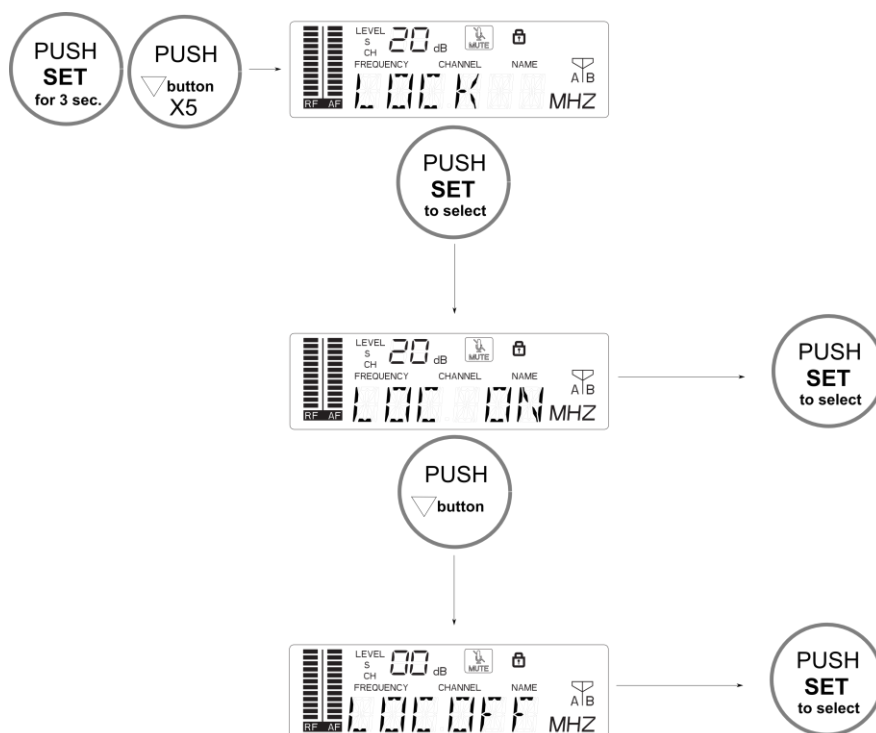 PUSH
SET
for 3 sec.
PUSH
button
X5
LEVEL
S
CH
20 dB
MUTE
FREQUENCY CHANNEL NAME
A B
RF AF
LOCK
MHZ
PUSH
SET
to select
LEVEL
S
CH
20 dB
MUTE
FREQUENCY CHANNEL NAME
A B
RF AF
LOC ON
MHZ
PUSH
SET
to select
PUSH
button
LEVEL
S
CH
00 dB
MUTE
FREQUENCY CHANNEL NAME
A B
RF AF
LOC OFF
MHZ
PUSH
SET
to select